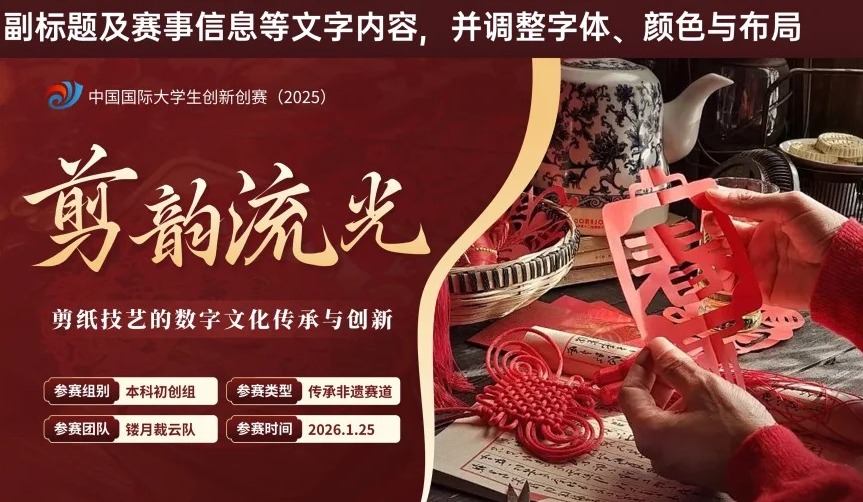 副标题及赛事信息等文字内容，并调整字体、颜色与布局
中国国际大学生创新创赛（2025）
剪韵流光
剪纸技艺的数字文化传承与创新
参赛组别 本科初创组 参赛类型 传承非遗赛道
参赛团队 镂月裁云队 参赛时间 2026.1.25